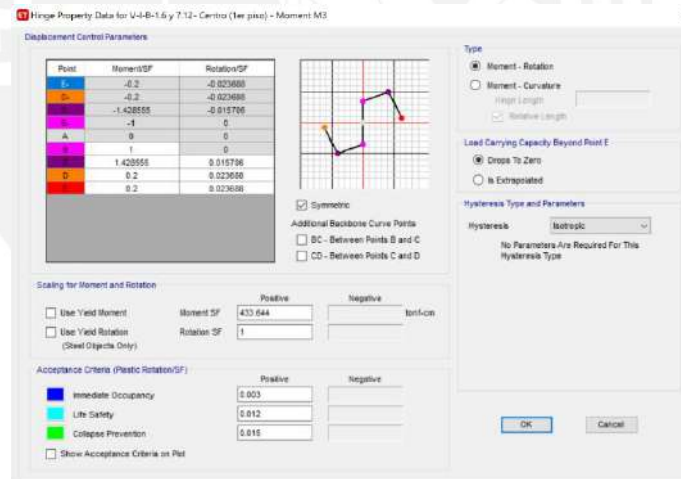 Hinge Property Data for V-I-B-1.6 y 7.12- Centro (1er piso) - Moment M3
Displacement Control Parameters
Point Moment/SF Rotation/SF
E- -0.2 -0.023688
D- -0.2 -0.023688
-1.428555 -0.015786
-1 0
A 0 0
1 0
1.428555 0.015786
D 0.2 0.023688
0.2 0.023688
Symmetric
Additional Backbone Curve Points
BC - Between Points B and C
CD - Between Points C and D
Type
Moment - Rotation
Moment - Curvature
Hinge Length
Relative Length
Load Carrying Capacity Beyond Point E
Drops To Zero
Is Extrapolated
Hysteresis Type and Parameters
Hysteresis Isotropic
No Parameters Are Required For This
Hysteresis Type
Scaling for Moment and Rotation
Positive Negative
Use Yield Moment Moment SF 433.644 tonf-cm
Use Yield Rotation Rotation SF 1
(Steel Objects Only)
Acceptance Criteria (Plastic Rotation/SF)
Positive Negative
Immediate Occupancy 0.003
Life Safety 0.012
Collapse Prevention 0.015
Show Acceptance Criteria on Plot
OK Cancel